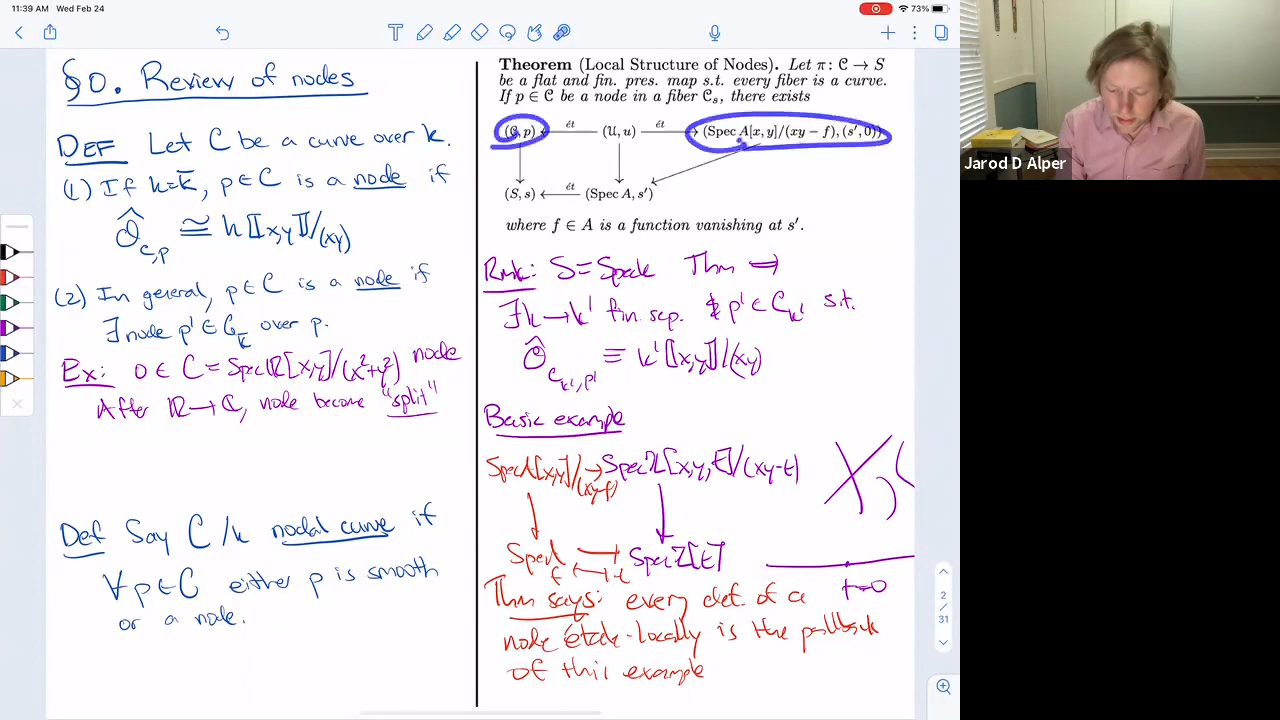 11:39 AM Wed Feb 24
73%
§0. Review of nodes
DEF Let C be a curve over k.
(1) If k=k̄, p∈C is a node if
Ô_{C,p} ≅ k⟦x,y⟧/(xy)
(2) In general, p∈C is a node if
∃ node p'∈C_k̄ over p.
Ex: 0 ∈ C = Spec ℝ[x,y]/(x²+y²) node
After ℝ→ℂ, node become "split"
Def Say C/k nodal curve if
∀p∈C either p is smooth
or a node.
Theorem (Local Structure of Nodes). Let π: 𝒞 → S
be a flat and fin. pres. map s.t. every fiber is a curve.
If p ∈ 𝒞 be a node in a fiber 𝒞_s, there exists
(𝒞, p) ←ét (𝒰, u) ét→ (Spec A[x, y]/(xy − f), (s′, 0))
(S, s) ←ét (Spec A, s′)
where f ∈ A is a function vanishing at s′.
Rmk: S = Spec k Thm ⇒
∃ k→k' fin. sep. & p' ∈ C_k' s.t.
Ô_{C_k',p'} ≅ k'⟦x,y⟧/(xy)
Basic example
Spec A[x,y]/(xy-f) → Spec ℤ[x,y,t]/(xy-t)
Spec A → Spec ℤ[t]
f ← t
t=0
Thm says: every def. of a
node étale-locally is the pullback
of this example
2
/
31
Jarod D Alper